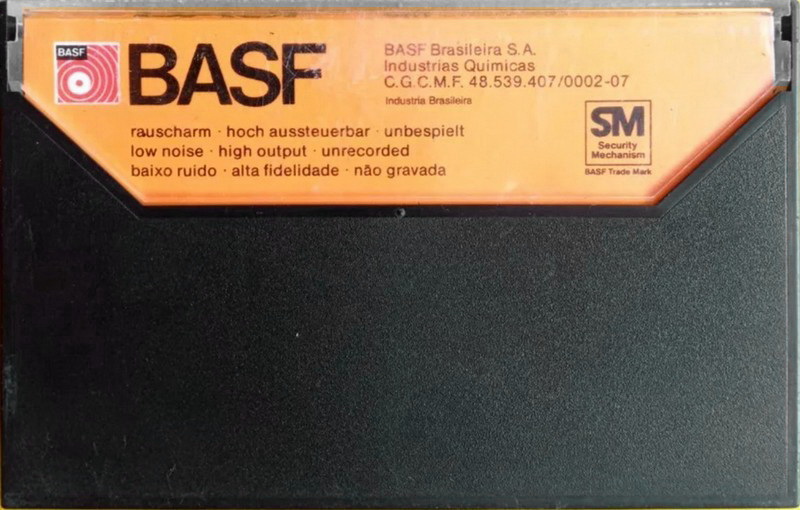 BASF
BASF
BASF Brasileira S.A.
Industrias Quimicas
C.G.C.M.F. 48.539.407/0002-07
Industria Brasileira
rauscharm · hoch aussteuerbar · unbespielt
low noise · high output · unrecorded
baixo ruido · alta fidelidade · não gravada
SM
Security
Mechanism
BASF Trade Mark